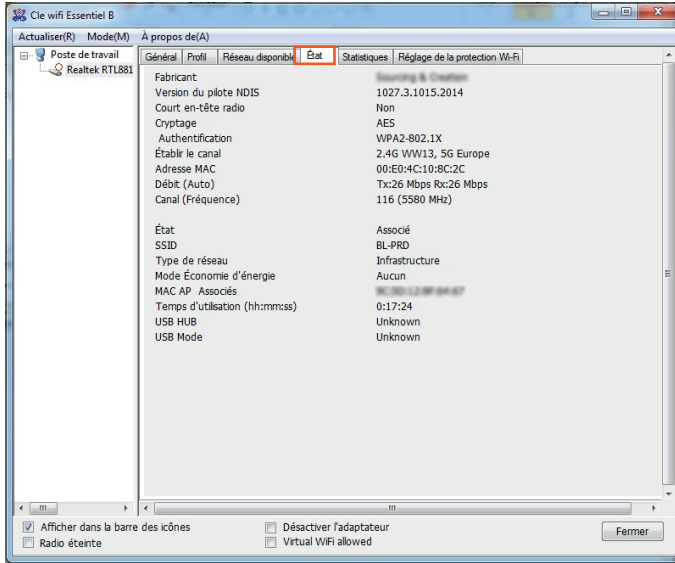 Cle wifi Essentiel B
Actualiser(R) Mode(M) À propos de(A)
Poste de travail
Realtek RTL881
Général Profil Réseau disponible État Statistiques Réglage de la protection Wi-Fi
Fabricant Sourcing & Creation
Version du pilote NDIS 1027.3.1015.2014
Court en-tête radio Non
Cryptage AES
Authentification WPA2-802.1X
Établir le canal 2.4G WW13, 5G Europe
Adresse MAC 00:E0:4C:10:8C:2C
Débit (Auto) Tx:26 Mbps Rx:26 Mbps
Canal (Fréquence) 116 (5580 MHz)
État Associé
SSID BL-PRD
Type de réseau Infrastructure
Mode Économie d'énergie Aucun
MAC AP Associés
Temps d'utilisation (hh:mm:ss) 0:17:24
USB HUB Unknown
USB Mode Unknown
Afficher dans la barre des icônes Désactiver l'adaptateur
Radio éteinte Virtual WiFi allowed
Fermer